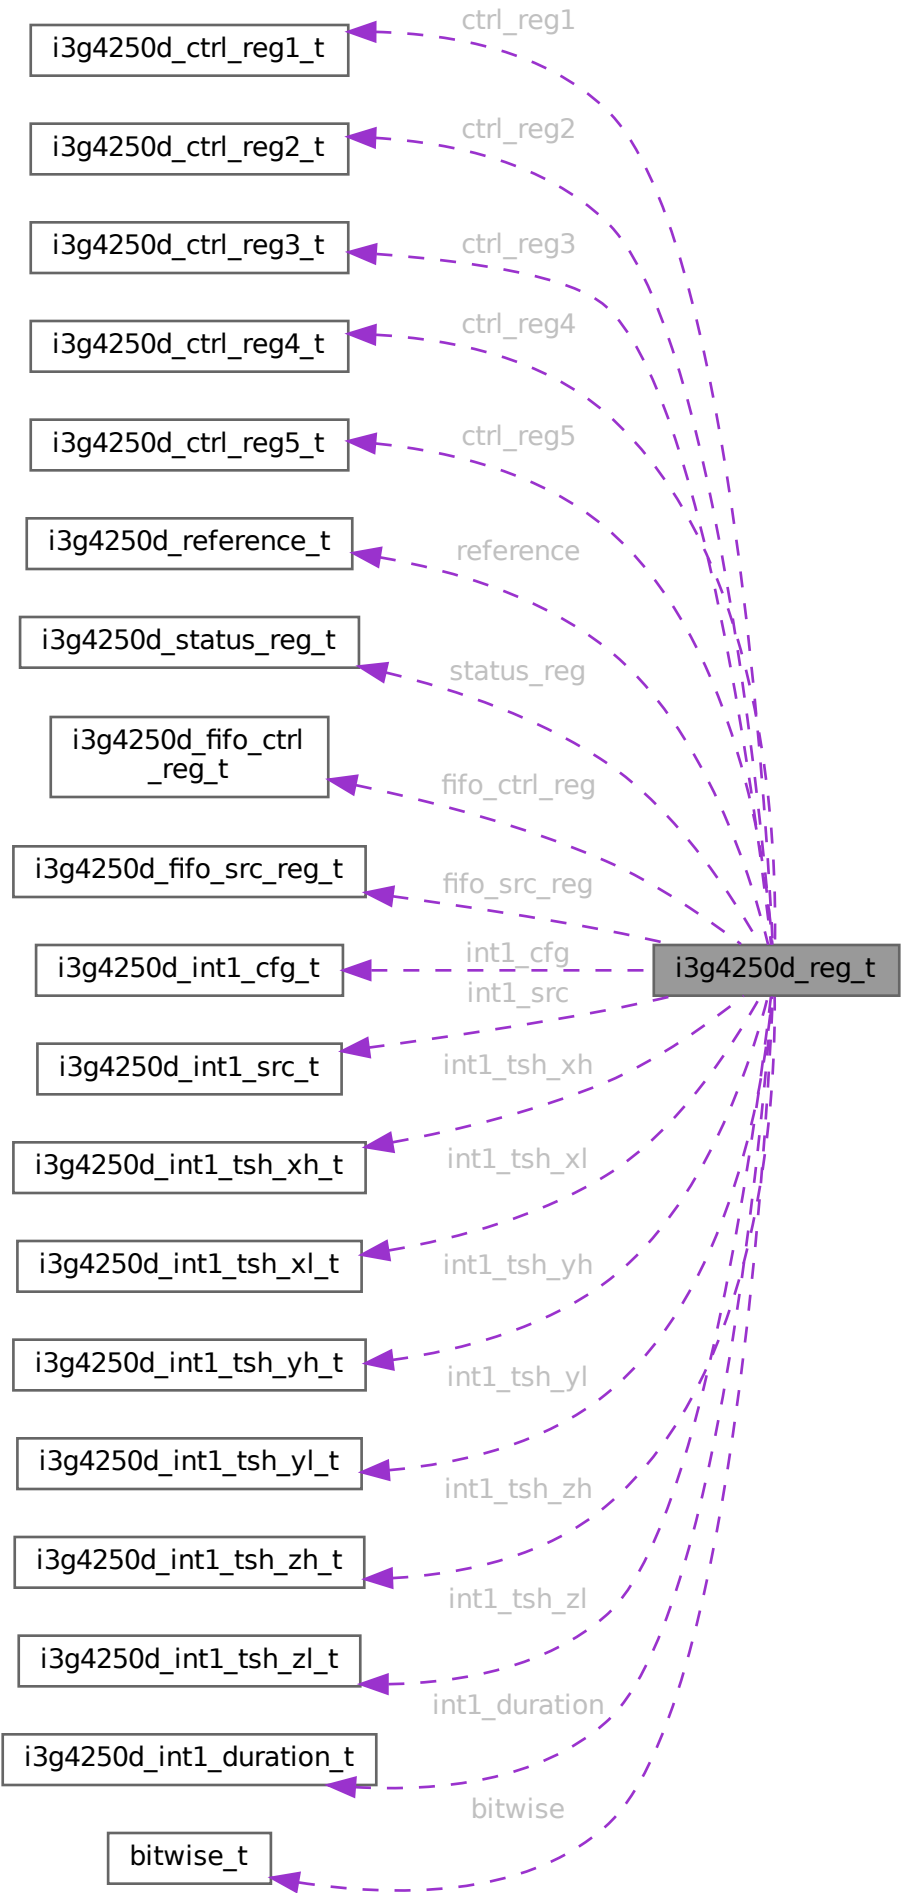 ctrl_reg1
i3g4250d_ctrl_reg1_t
ctrl_reg2
i3g4250d_ctrl_reg2_t
ctrl_reg3
i3g4250d_ctrl_reg3_t
ctrl_reg4
i3g4250d_ctrl_reg4_t
ctrl_reg5
i3g4250d_ctrl_reg5_t
reference
i3g4250d_reference_t
status_reg
i3g4250d_status_reg_t
fifo_ctrl_reg
i3g4250d_fifo_ctrl
_reg_t
fifo_src_reg
i3g4250d_fifo_src_reg_t
int1_cfg
i3g4250d_int1_cfg_t
i3g4250d_reg_t
int1_src
i3g4250d_int1_src_t
int1_tsh_xh
i3g4250d_int1_tsh_xh_t
int1_tsh_xl
i3g4250d_int1_tsh_xl_t
int1_tsh_yh
i3g4250d_int1_tsh_yh_t
int1_tsh_yl
i3g4250d_int1_tsh_yl_t
int1_tsh_zh
i3g4250d_int1_tsh_zh_t
int1_tsh_zl
i3g4250d_int1_tsh_zl_t
int1_duration
i3g4250d_int1_duration_t
bitwise
bitwise_t